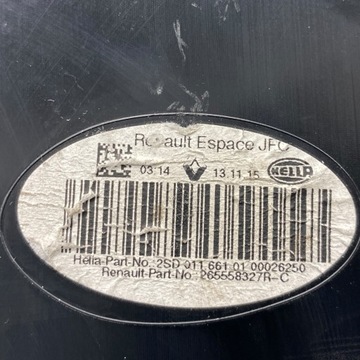 Renault Espace JFC
03:14 13.11.15 HELLA
Hella-Part-No.: 2SD 011 661 01 00026250
Renault-Part-No.: 265558327R-C